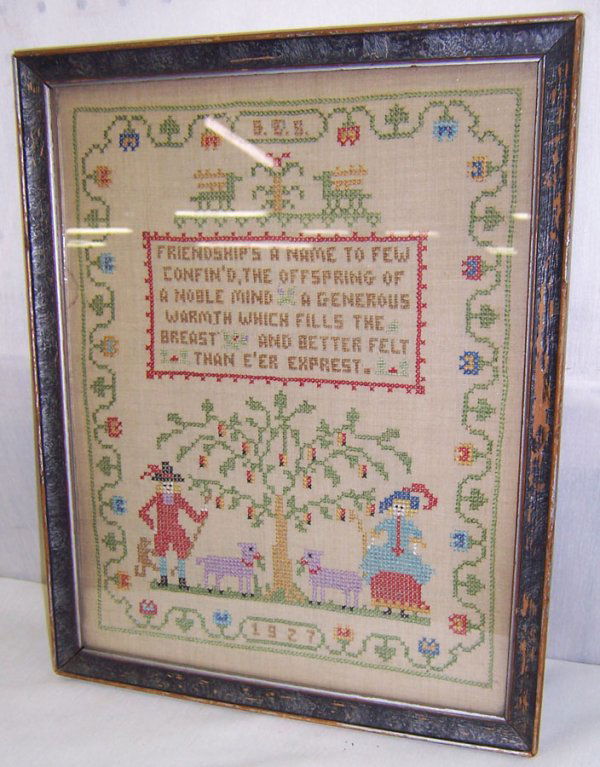 FRIENDSHIP'S A NAME TO FEW
CONFIN'D, THE OFFSPRING OF
A NOBLE MIND A GENEROUS
WARMTH WHICH FILLS THE
BREAST AND BETTER FELT
THAN E'ER EXPREST.
1927